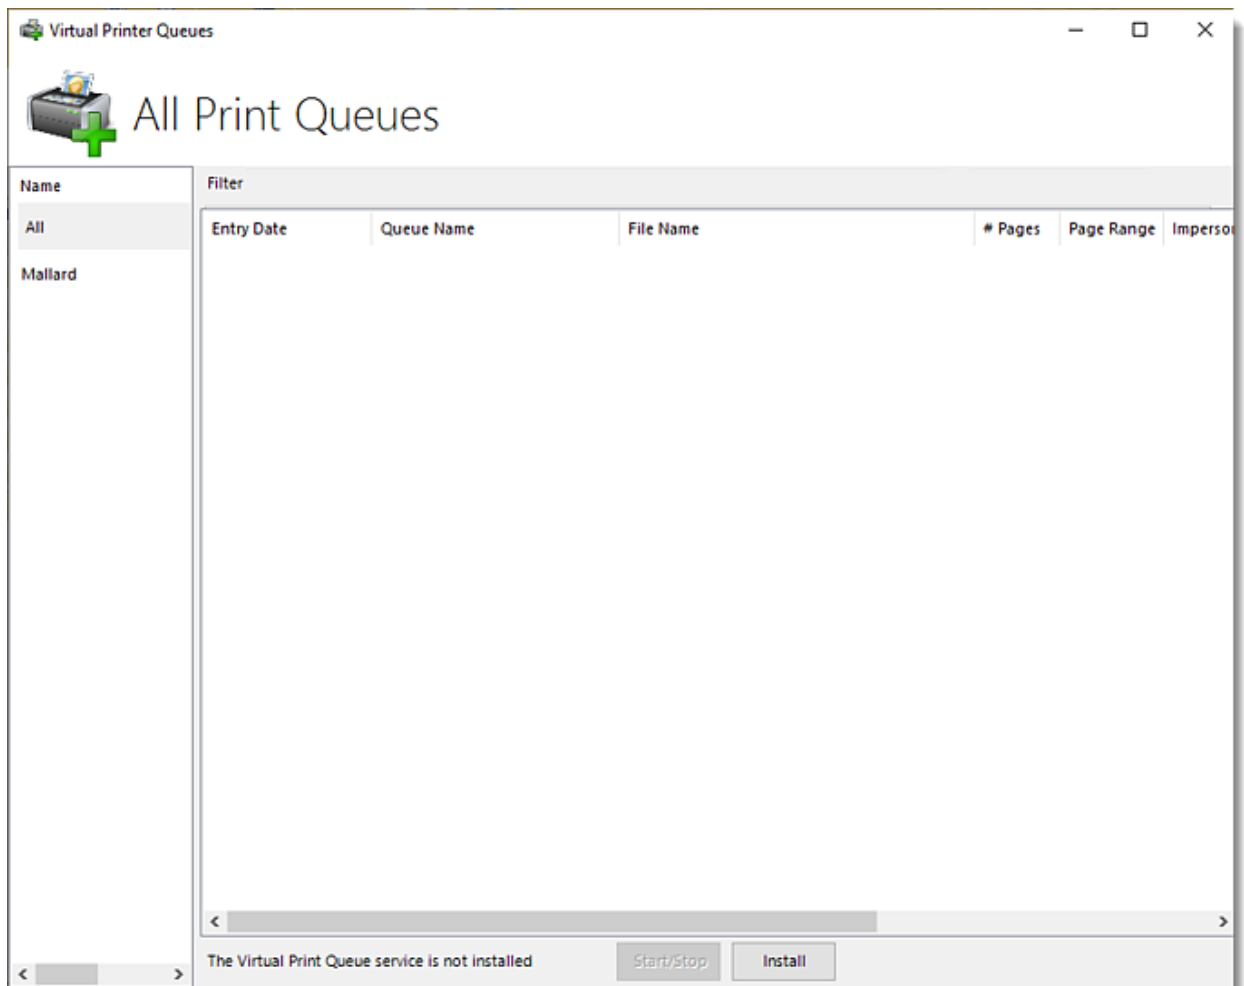 Virtual Printer Queues
All Print Queues
Name
All
Mallard
Filter
Entry Date Queue Name File Name # Pages Page Range Imperso
The Virtual Print Queue service is not installed Start/Stop Install